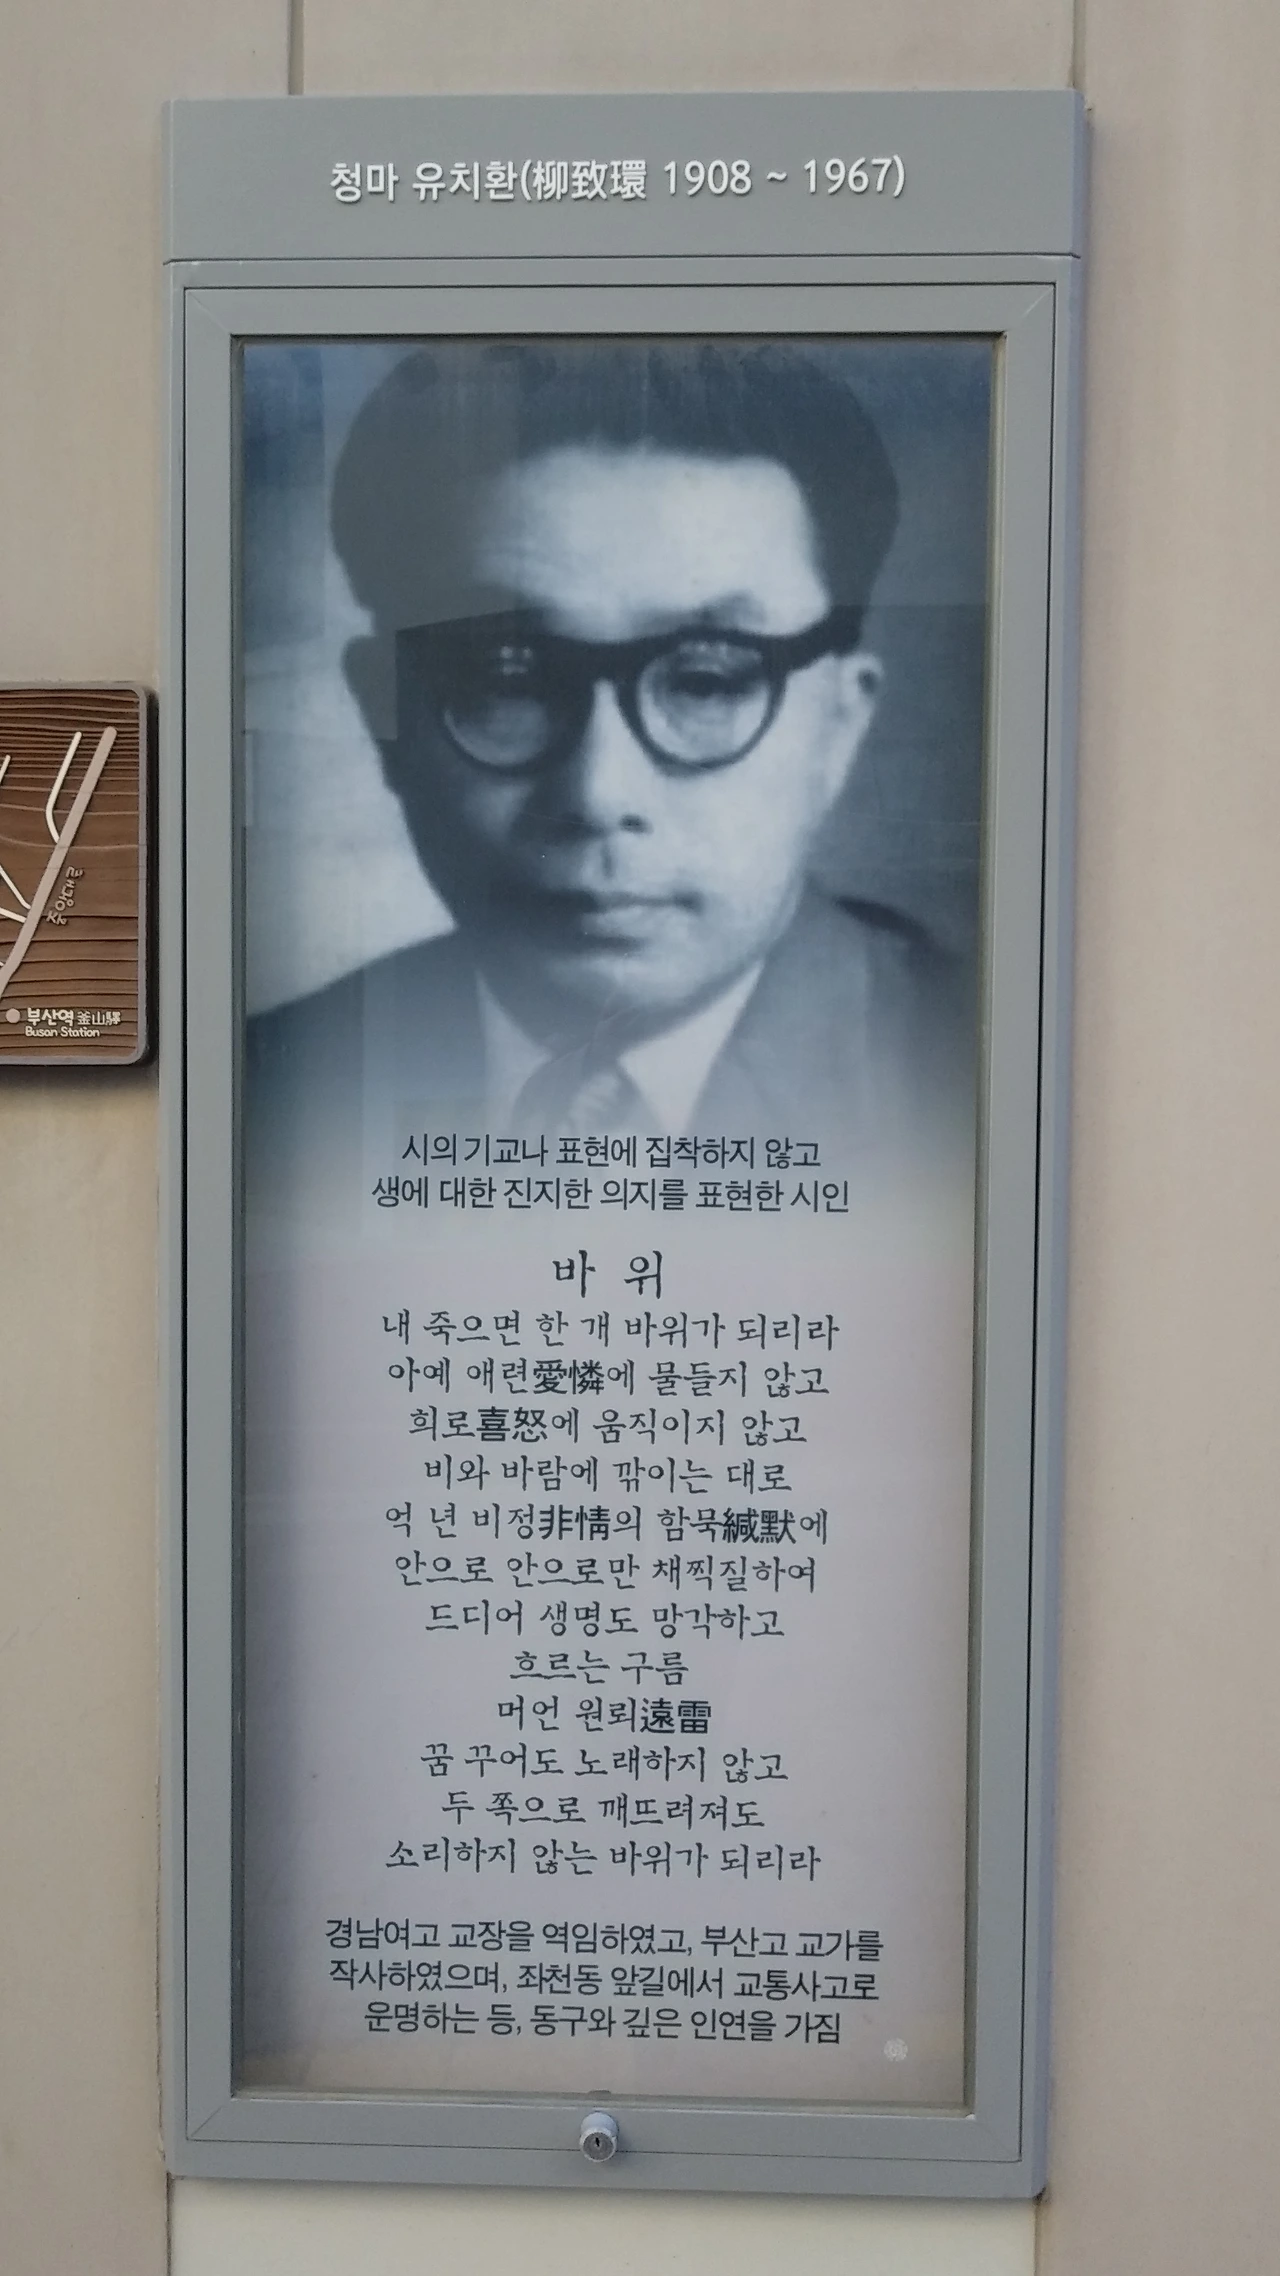 청마 유치환(柳致環 1908 ~ 1967)
시의 기교나 표현에 집착하지 않고
생에 대한 진지한 의지를 표현한 시인
바 위
내 죽으면 한 개 바위가 되리라
아예 애련愛憐에 물들지 않고
희로喜怒에 움직이지 않고
비와 바람에 깎이는 대로
억 년 비정非情의 함묵緘默에
안으로 안으로만 채찍질하여
드디어 생명도 망각하고
흐르는 구름
머언 원뢰遠雷
꿈 꾸어도 노래하지 않고
두 쪽으로 깨뜨려져도
소리하지 않는 바위가 되리라
경남여고 교장을 역임하였고, 부산고 교가를
작사하였으며, 좌천동 앞길에서 교통사고로
운명하는 등, 동구와 깊은 인연을 가짐
중앙대로
부산역 釜山驛
Busan Station